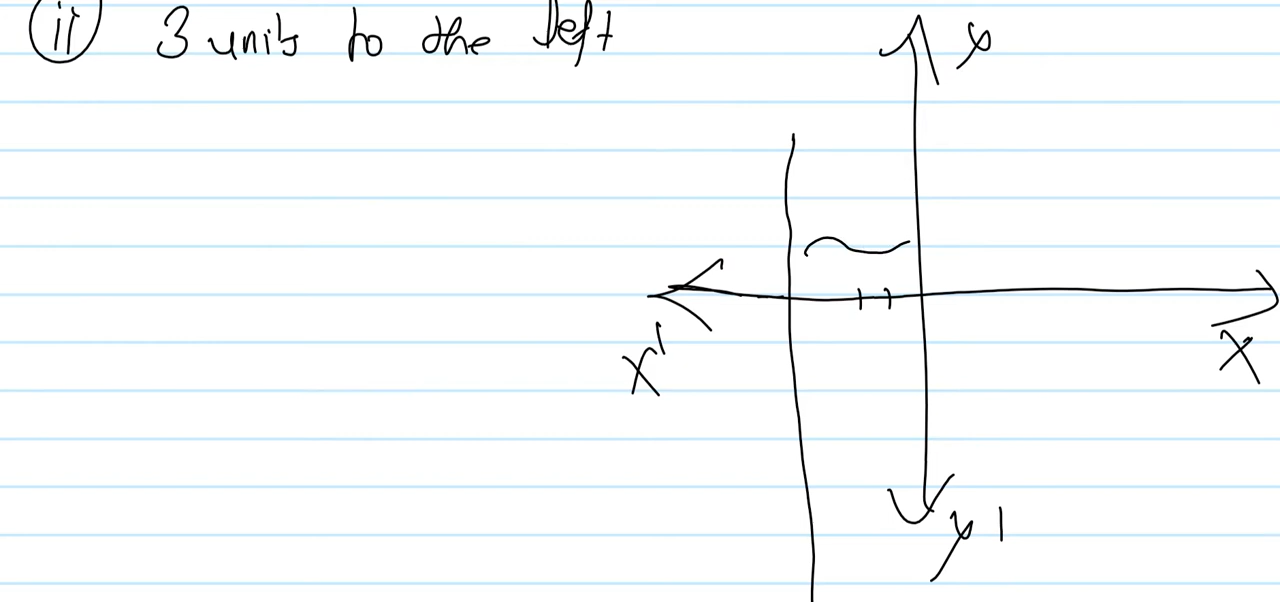 (ii) 3 units to the left
y
x'
x
y'